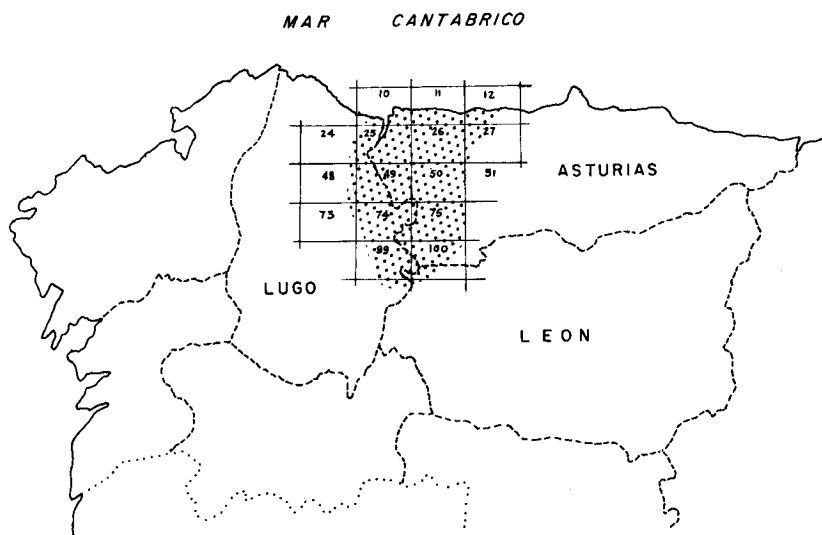 MAR CANTABRICO
10 11 12
24 25 26 27
48 49 50 51
ASTURIAS
73 74 75
99 100
LUGO
LEON